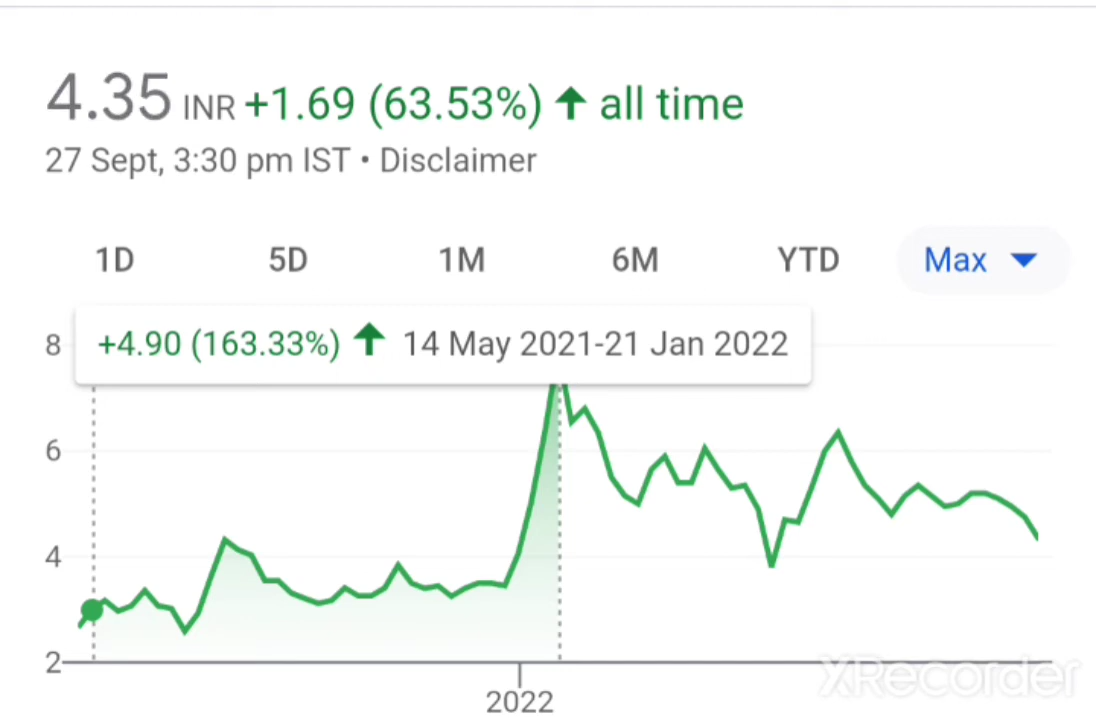 4.35 INR +1.69 (63.53%) ↑ all time
27 Sept, 3:30 pm IST • Disclaimer
1D 5D 1M 6M YTD Max
+4.90 (163.33%) ↑ 14 May 2021-21 Jan 2022
8
6
4
2
2022
XRecorder